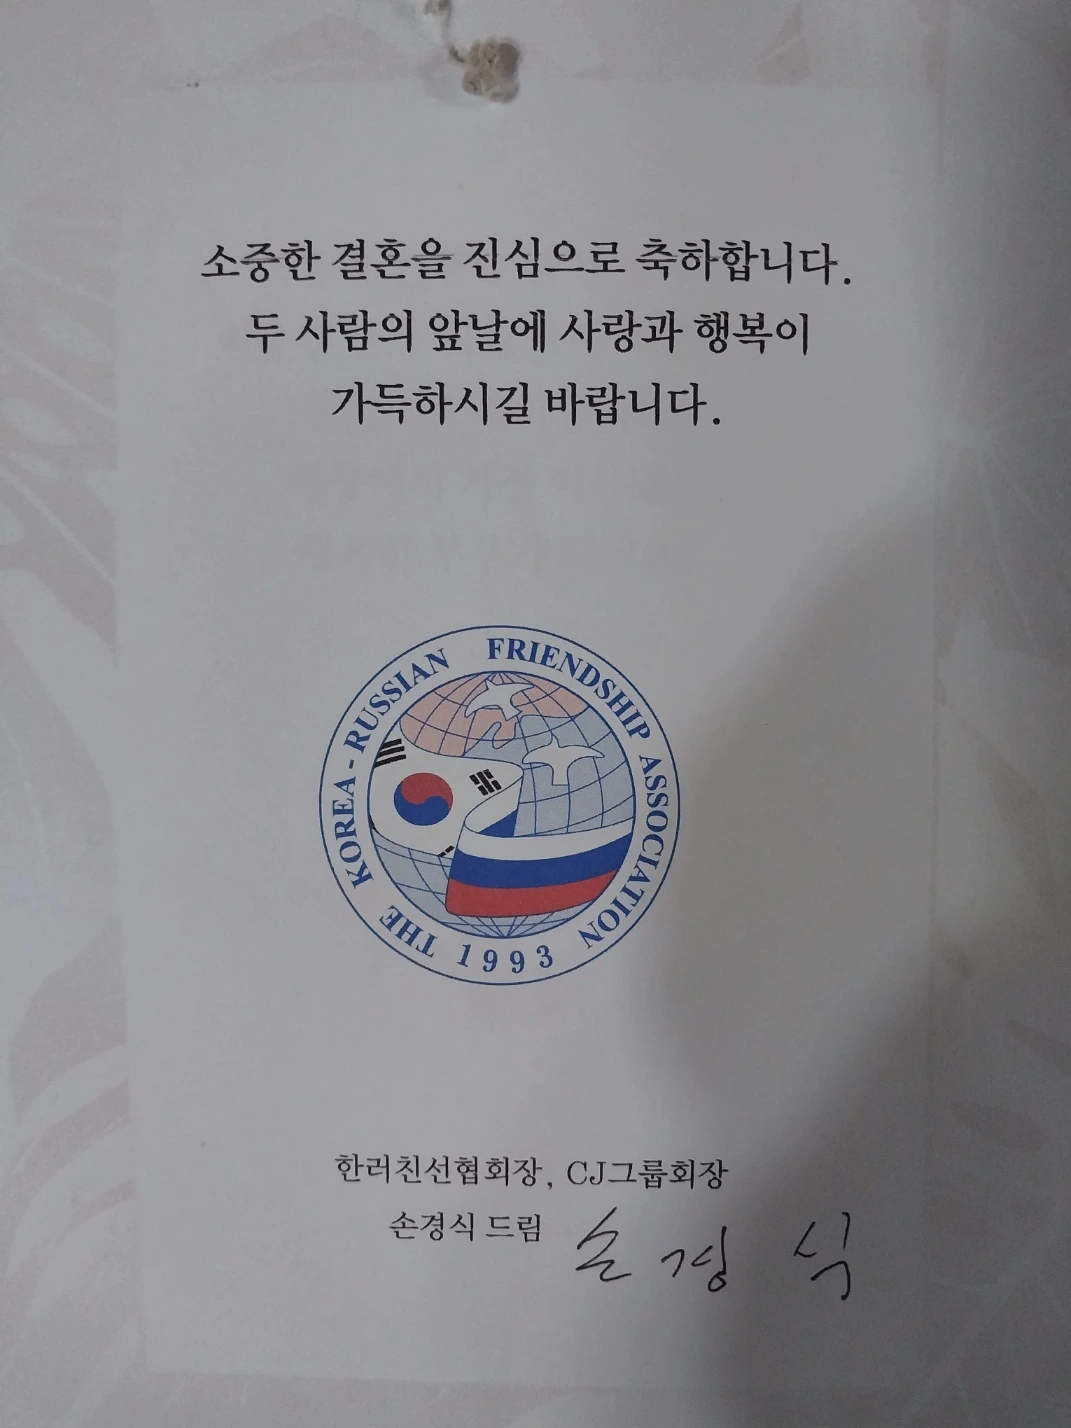 소중한 결혼을 진심으로 축하합니다.
두 사람의 앞날에 사랑과 행복이
가득하시길 바랍니다.
THE KOREA-RUSSIAN FRIENDSHIP ASSOCIATION
1993
한러친선협회장, CJ그룹회장
손경식 드림 손경식